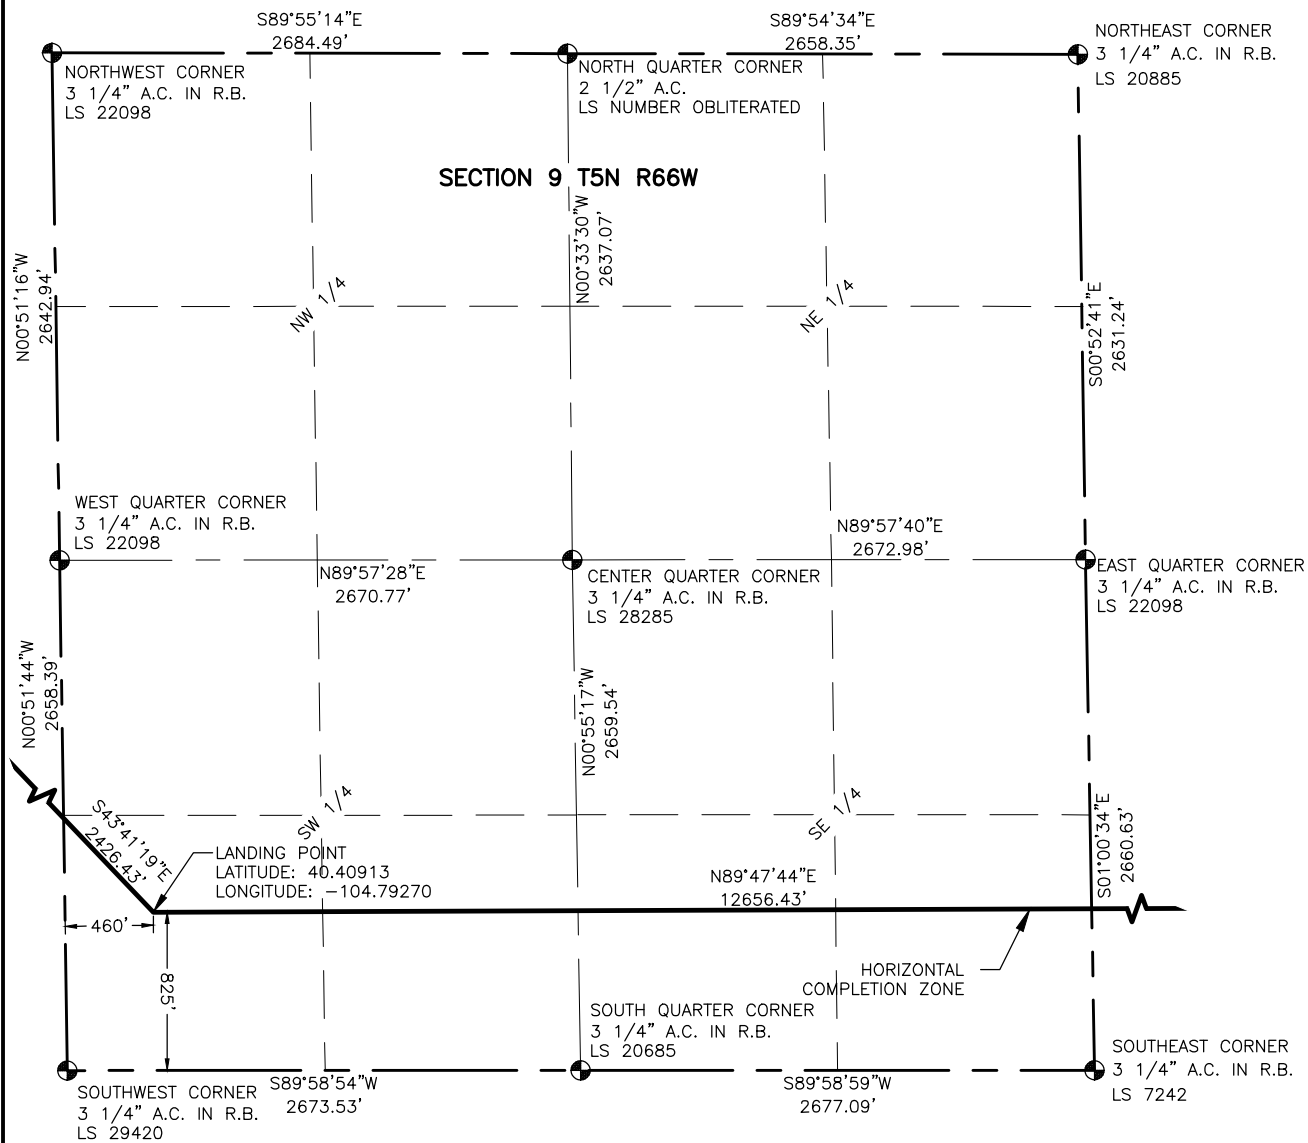 S89°55'14"E
2684.49'
S89°54'34"E
2658.35'
NORTHEAST CORNER
3 1/4" A.C. IN R.B.
LS 20885
NORTHWEST CORNER
3 1/4" A.C. IN R.B.
LS 22098
NORTH QUARTER CORNER
2 1/2" A.C.
LS NUMBER OBLITERATED
SECTION 9 T5N R66W
N00°51'16"W
2642.94'
NW 1/4
N00°33'30"W
2637.07'
NE 1/4
S00°52'41"E
2631.24'
WEST QUARTER CORNER
3 1/4" A.C. IN R.B.
LS 22098
N89°57'28"E
2670.77'
CENTER QUARTER CORNER
3 1/4" A.C. IN R.B.
LS 28285
N89°57'40"E
2672.98'
EAST QUARTER CORNER
3 1/4" A.C. IN R.B.
LS 22098
N00°51'44"W
2658.39'
N00°55'17"W
2659.54'
S43°41'19"E
2426.43'
SW 1/4
SE 1/4
S01°00'34"E
2660.63'
LANDING POINT
LATITUDE: 40.40913
LONGITUDE: -104.79270
N89°47'44"E
12656.43'
460'
825'
HORIZONTAL
COMPLETION ZONE
SOUTH QUARTER CORNER
3 1/4" A.C. IN R.B.
LS 20685
SOUTHEAST CORNER
3 1/4" A.C. IN R.B.
LS 7242
SOUTHWEST CORNER
3 1/4" A.C. IN R.B.
LS 29420
S89°58'54"W
2673.53'
S89°58'59"W
2677.09'